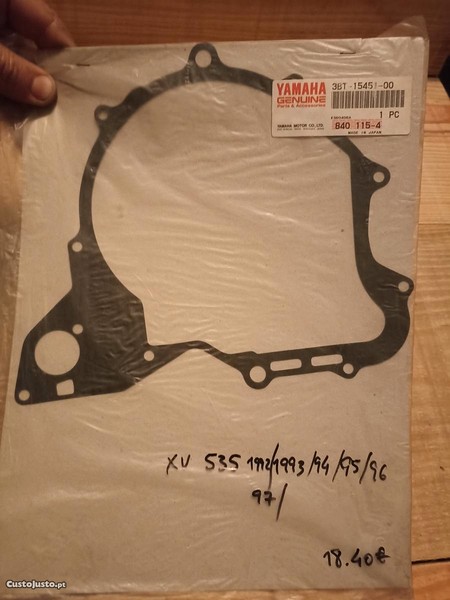 YAMAHA
GENUINE
Parts & Accessories
3BT-15451-00
1 PC
YAMAHA MOTOR CO., LTD.
840 115-4
MADE IN JAPAN
XV 535 1992/1993/94/95/96
97/
18.40€
CustoJusto.pt